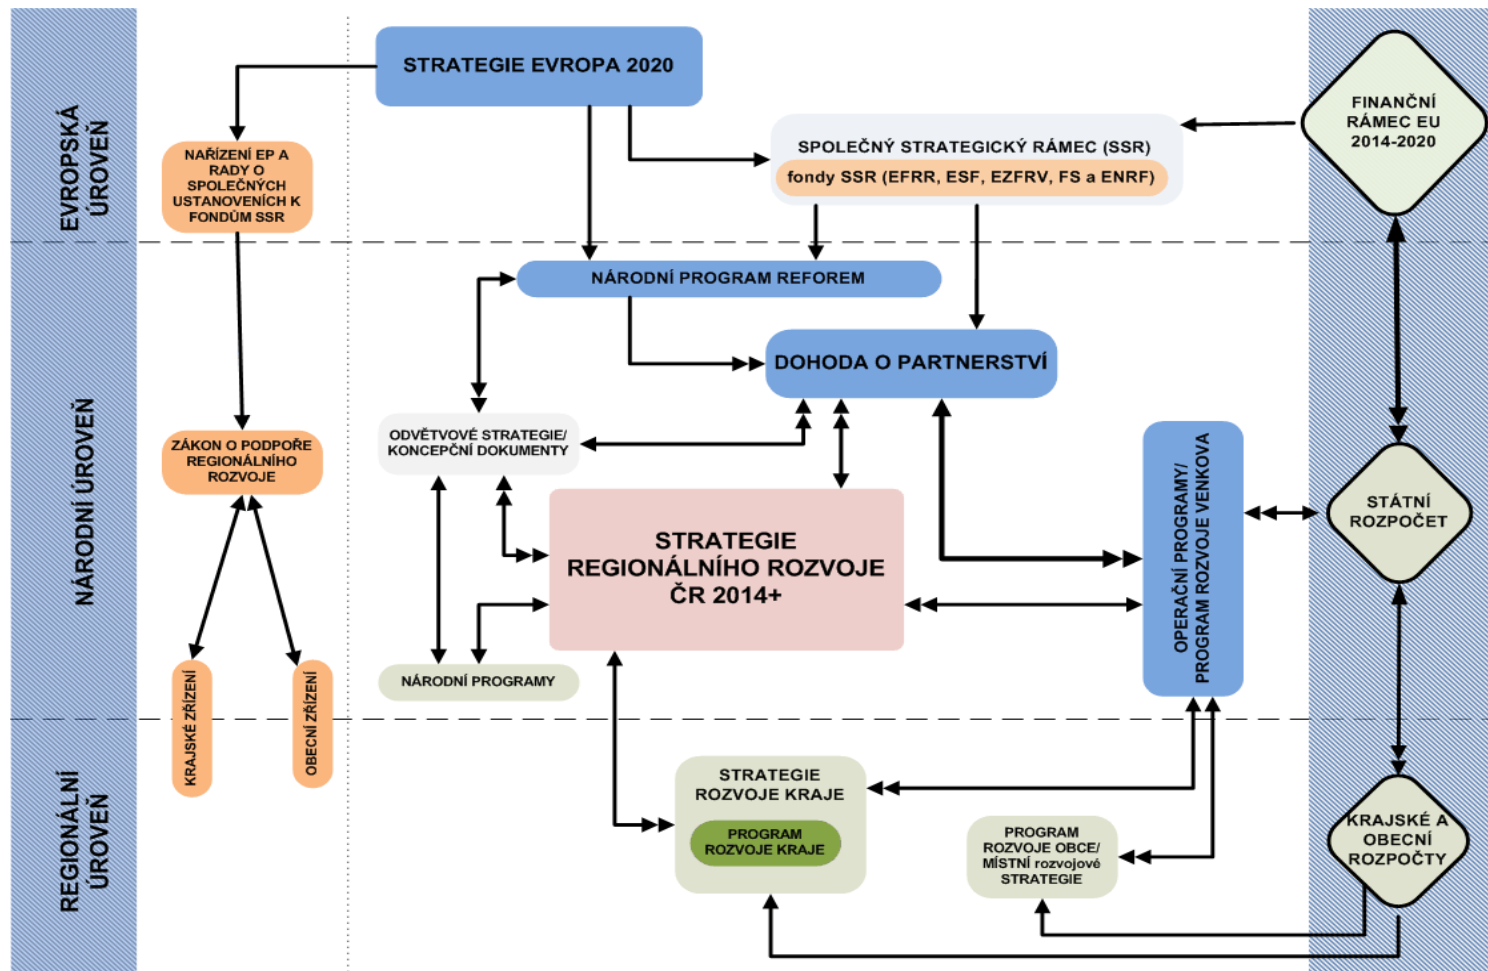 EVROPSKÁ
ÚROVEŇ
STRATEGIE EVROPA 2020
NAŘÍZENÍ EP A
RADY O
SPOLEČNÝCH
USTANOVENÍCH K
FONDŮM SSR
SPOLEČNÝ STRATEGICKÝ RÁMEC (SSR)
fondy SSR (EFRR, ESF, EZFRV, FS a ENRF)
FINANČNÍ
RÁMEC EU
2014-2020
NÁRODNÍ ÚROVEŇ
NÁRODNÍ PROGRAM REFOREM
DOHODA O PARTNERSTVÍ
ZÁKON O PODPOŘE
REGIONÁLNÍHO
ROZVOJE
ODVĚTVOVÉ STRATEGIE/
KONCEPČNÍ DOKUMENTY
STRATEGIE
REGIONÁLNÍHO ROZVOJE
ČR 2014+
OPERAČNÍ PROGRAMY/
PROGRAM ROZVOJE VENKOVA
STÁTNÍ
ROZPOČET
NÁRODNÍ PROGRAMY
KRAJSKÉ ZŘÍZENÍ
OBECNÍ ZŘÍZENÍ
REGIONÁLNÍ
ÚROVEŇ
STRATEGIE
ROZVOJE KRAJE
PROGRAM
ROZVOJE KRAJE
PROGRAM
ROZVOJE OBCE/
MÍSTNÍ rozvojové
STRATEGIE
KRAJSKÉ A
OBECNÍ
ROZPOČTY